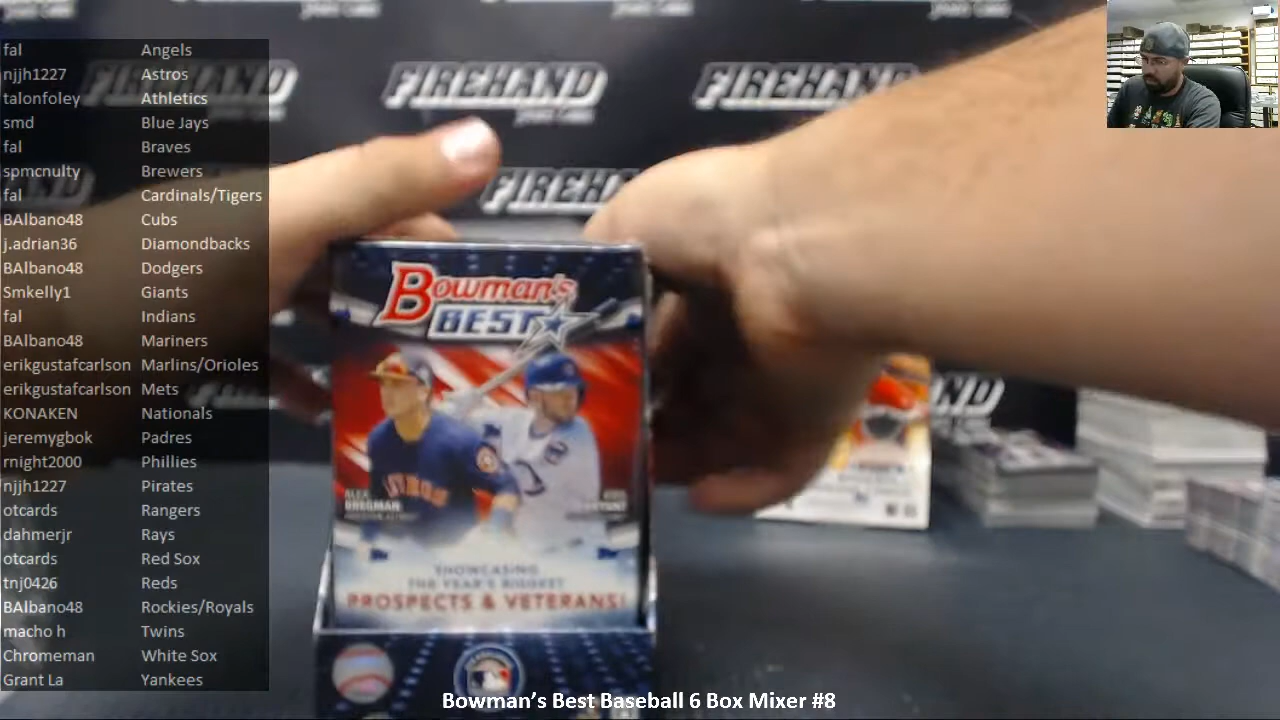 FIREHAND
FIREHAND
FIREHAND
FIREHAND
fal Angels
njjh1227 Astros
talonfoley Athletics
smd Blue Jays
fal Braves
spmcnulty Brewers
fal Cardinals/Tigers
BAlbano48 Cubs
j.adrian36 Diamondbacks
BAlbano48 Dodgers
Smkelly1 Giants
fal Indians
BAlbano48 Mariners
erikgustafcarlson Marlins/Orioles
erikgustafcarlson Mets
KONAKEN Nationals
jeremygbok Padres
rnight2000 Phillies
njjh1227 Pirates
otcards Rangers
dahmerjr Rays
otcards Red Sox
tnj0426 Reds
BAlbano48 Rockies/Royals
macho h Twins
Chromeman White Sox
Grant La Yankees
BOWMAN'S
BEST
ALEX
BREGMAN
BRYANT
SHOWCASING
THE YEAR'S BIGGEST
PROSPECTS & VETERANS!
Bowman's Best Baseball 6 Box Mixer #8